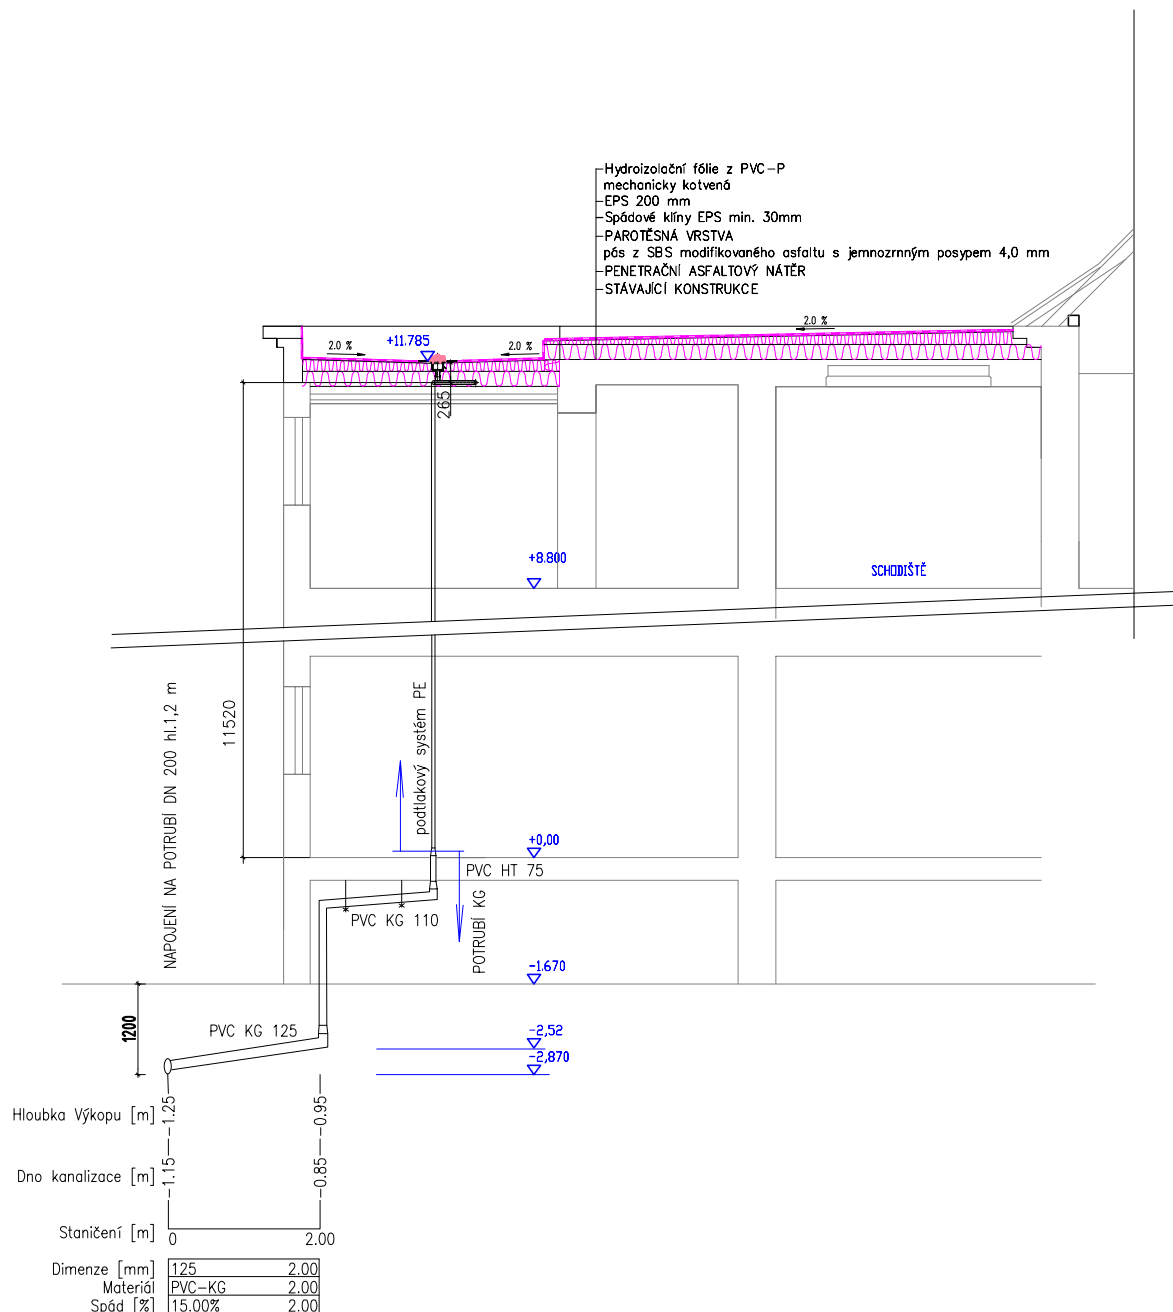 Hydroizolační fólie z PVC-P
mechanicky kotvená
EPS 200 mm
Spádové klíny EPS min. 30mm
PAROTĚSNÁ VRSTVA
pás z SBS modifikovaného asfaltu s jemnozrnným posypem 4,0 mm
PENETRAČNÍ ASFALTOVÝ NÁTĚR
STÁVAJÍCÍ KONSTRUKCE
2.0 %
+11.785
2.0 %
2.0 %
265
+8.800
SCHODIŠTĚ
NAPOJENÍ NA POTRUBÍ DN 200 hl.1,2 m
11520
podtlakový systém PE
+0,00
PVC HT 75
PVC KG 110
POTRUBÍ KG
-1.670
1200
PVC KG 125
-2,52
-2,870
Hloubka Výkopu [m]
-1.25
-0.95
Dno kanalizace [m]
-1.15
-0.85
Staničení [m]
0
2.00
Dimenze [mm] 125 2.00
Materiál PVC-KG 2.00
Spád [%] 15.00% 2.00